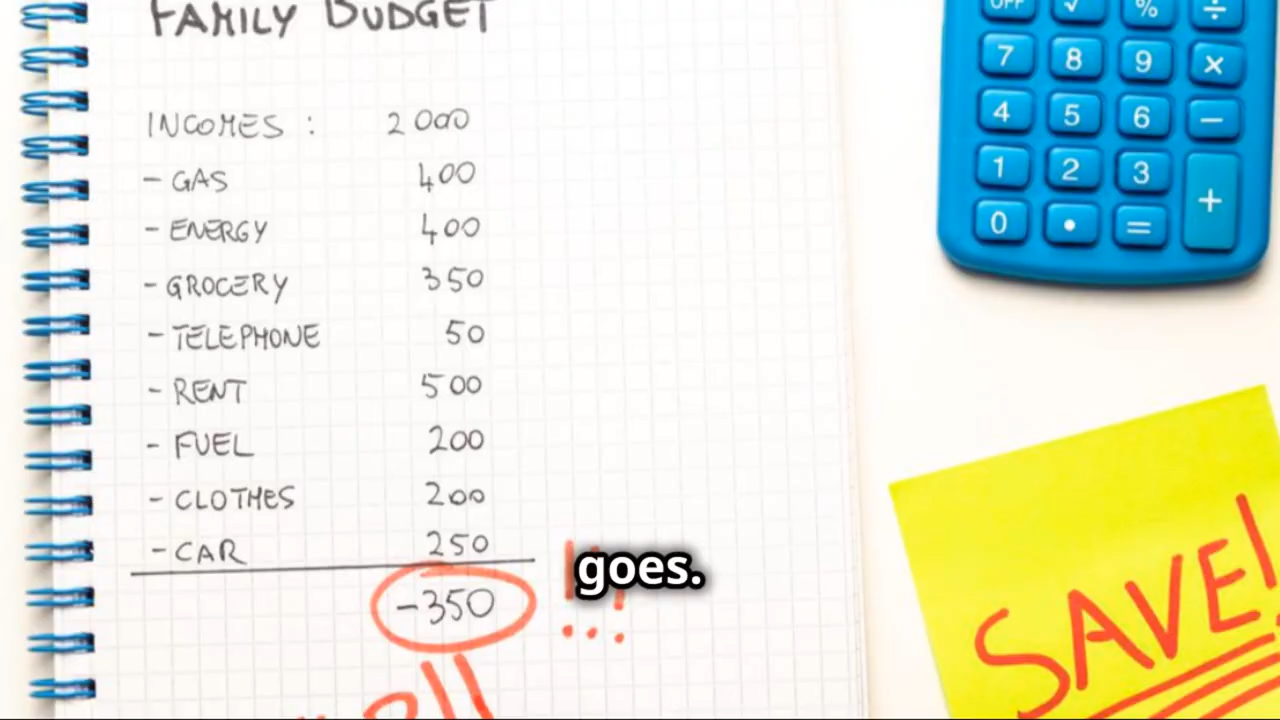 FAMILY BUDGET
INCOMES : 2000
- GAS 400
- ENERGY 400
- GROCERY 350
- TELEPHONE 50
- RENT 500
- FUEL 200
- CLOTHES 200
- CAR 250
-350 !!
goes.
OFF √ % ÷
7 8 9 ×
4 5 6 −
1 2 3 +
0 • =
SAVE!